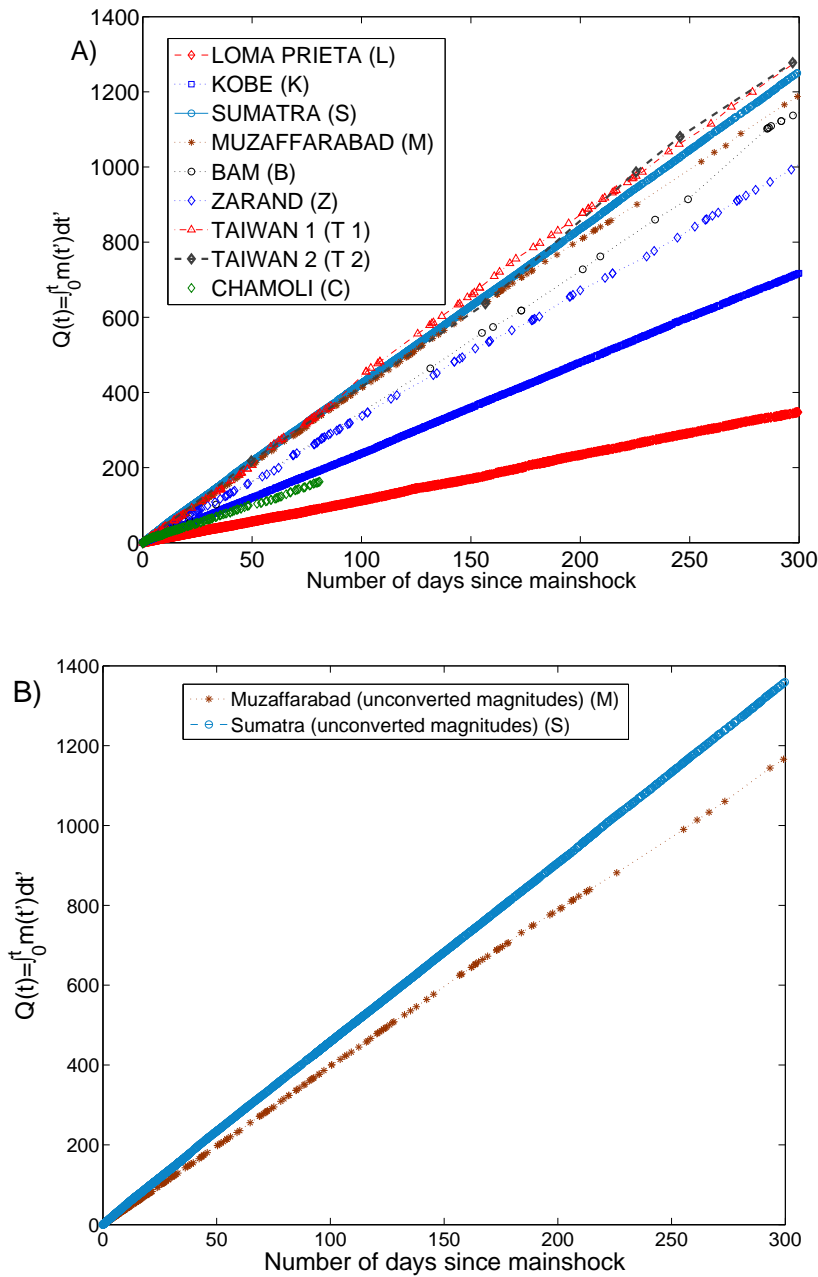 A)
LOMA PRIETA (L)
KOBE (K)
SUMATRA (S)
MUZAFFARABAD (M)
BAM (B)
ZARAND (Z)
TAIWAN 1 (T 1)
TAIWAN 2 (T 2)
CHAMOLI (C)
Q(t)=∫₀ᵗm(t')dt'
1400
1200
1000
800
600
400
200
0
0 50 100 150 200 250 300
Number of days since mainshock
B)
Muzaffarabad (unconverted magnitudes) (M)
Sumatra (unconverted magnitudes) (S)
Q(t)=∫₀ᵗm(t')dt'
1400
1200
1000
800
600
400
200
0
0 50 100 150 200 250 300
Number of days since mainshock